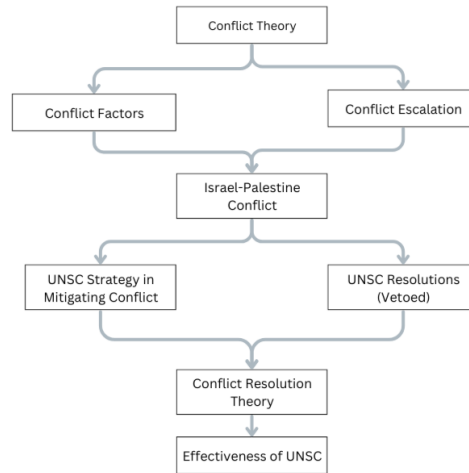 Conflict Theory
Conflict Factors
Conflict Escalation
Israel-Palestine
Conflict
UNSC Strategy in
Mitigating Conflict
UNSC Resolutions
(Vetoed)
Conflict Resolution
Theory
Effectiveness of UNSC